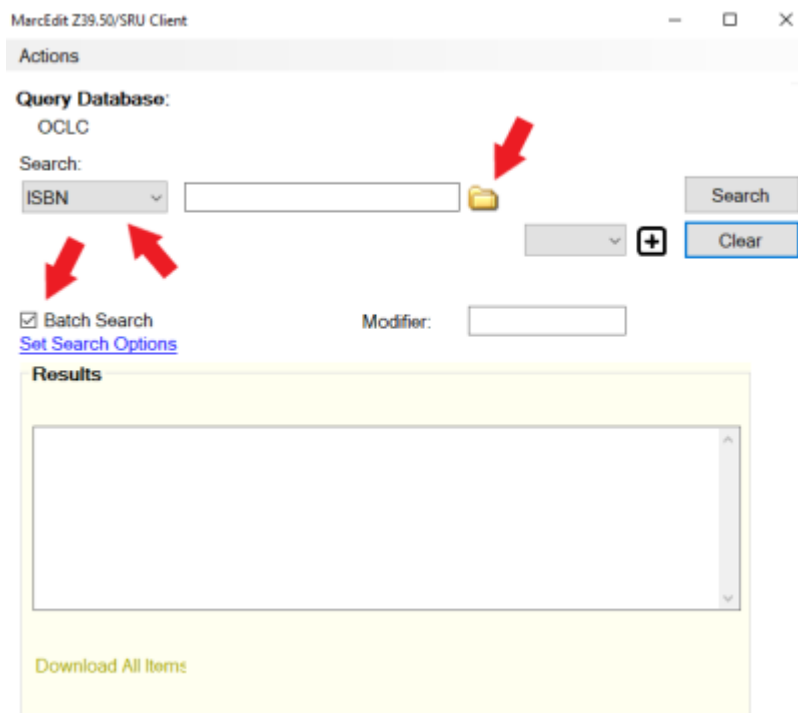 MarcEdit Z39.50/SRU Client
Actions
Query Database:
OCLC
Search:
ISBN
Search
Clear
Batch Search
Modifier:
Set Search Options
Results
Download All Items